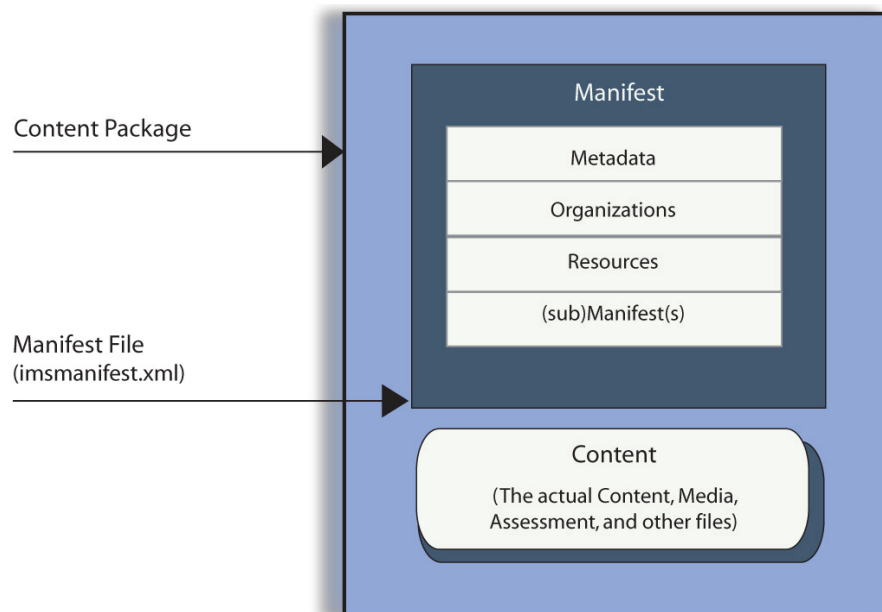 Manifest
Content Package
Metadata
Organizations
Resources
(sub)Manifest(s)
Manifest File
(imsmanifest.xml)
Content
(The actual Content, Media,
Assessment, and other files)